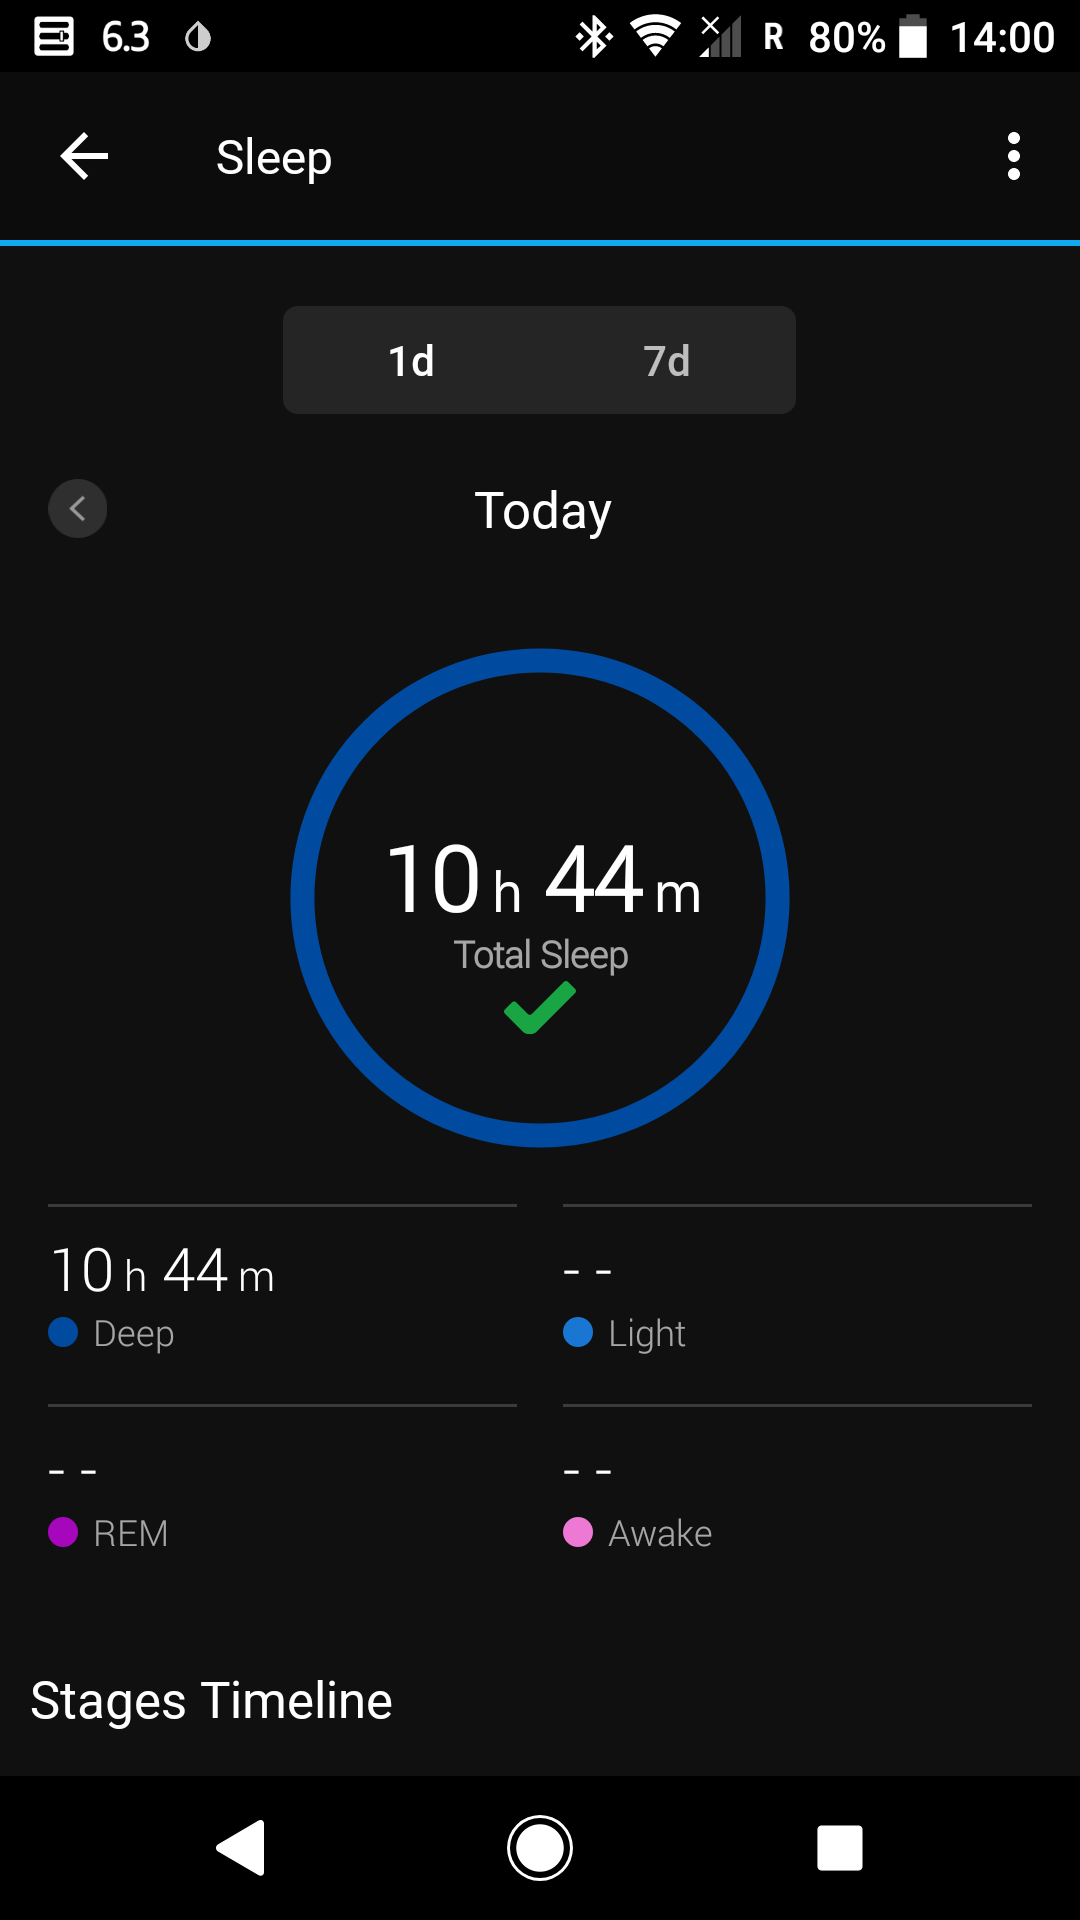 6.3 R 80% 14:00
Sleep
1d 7d
Today
10 h 44 m
Total Sleep
10 h 44 m
Deep
- -
Light
- -
REM
- -
Awake
Stages Timeline